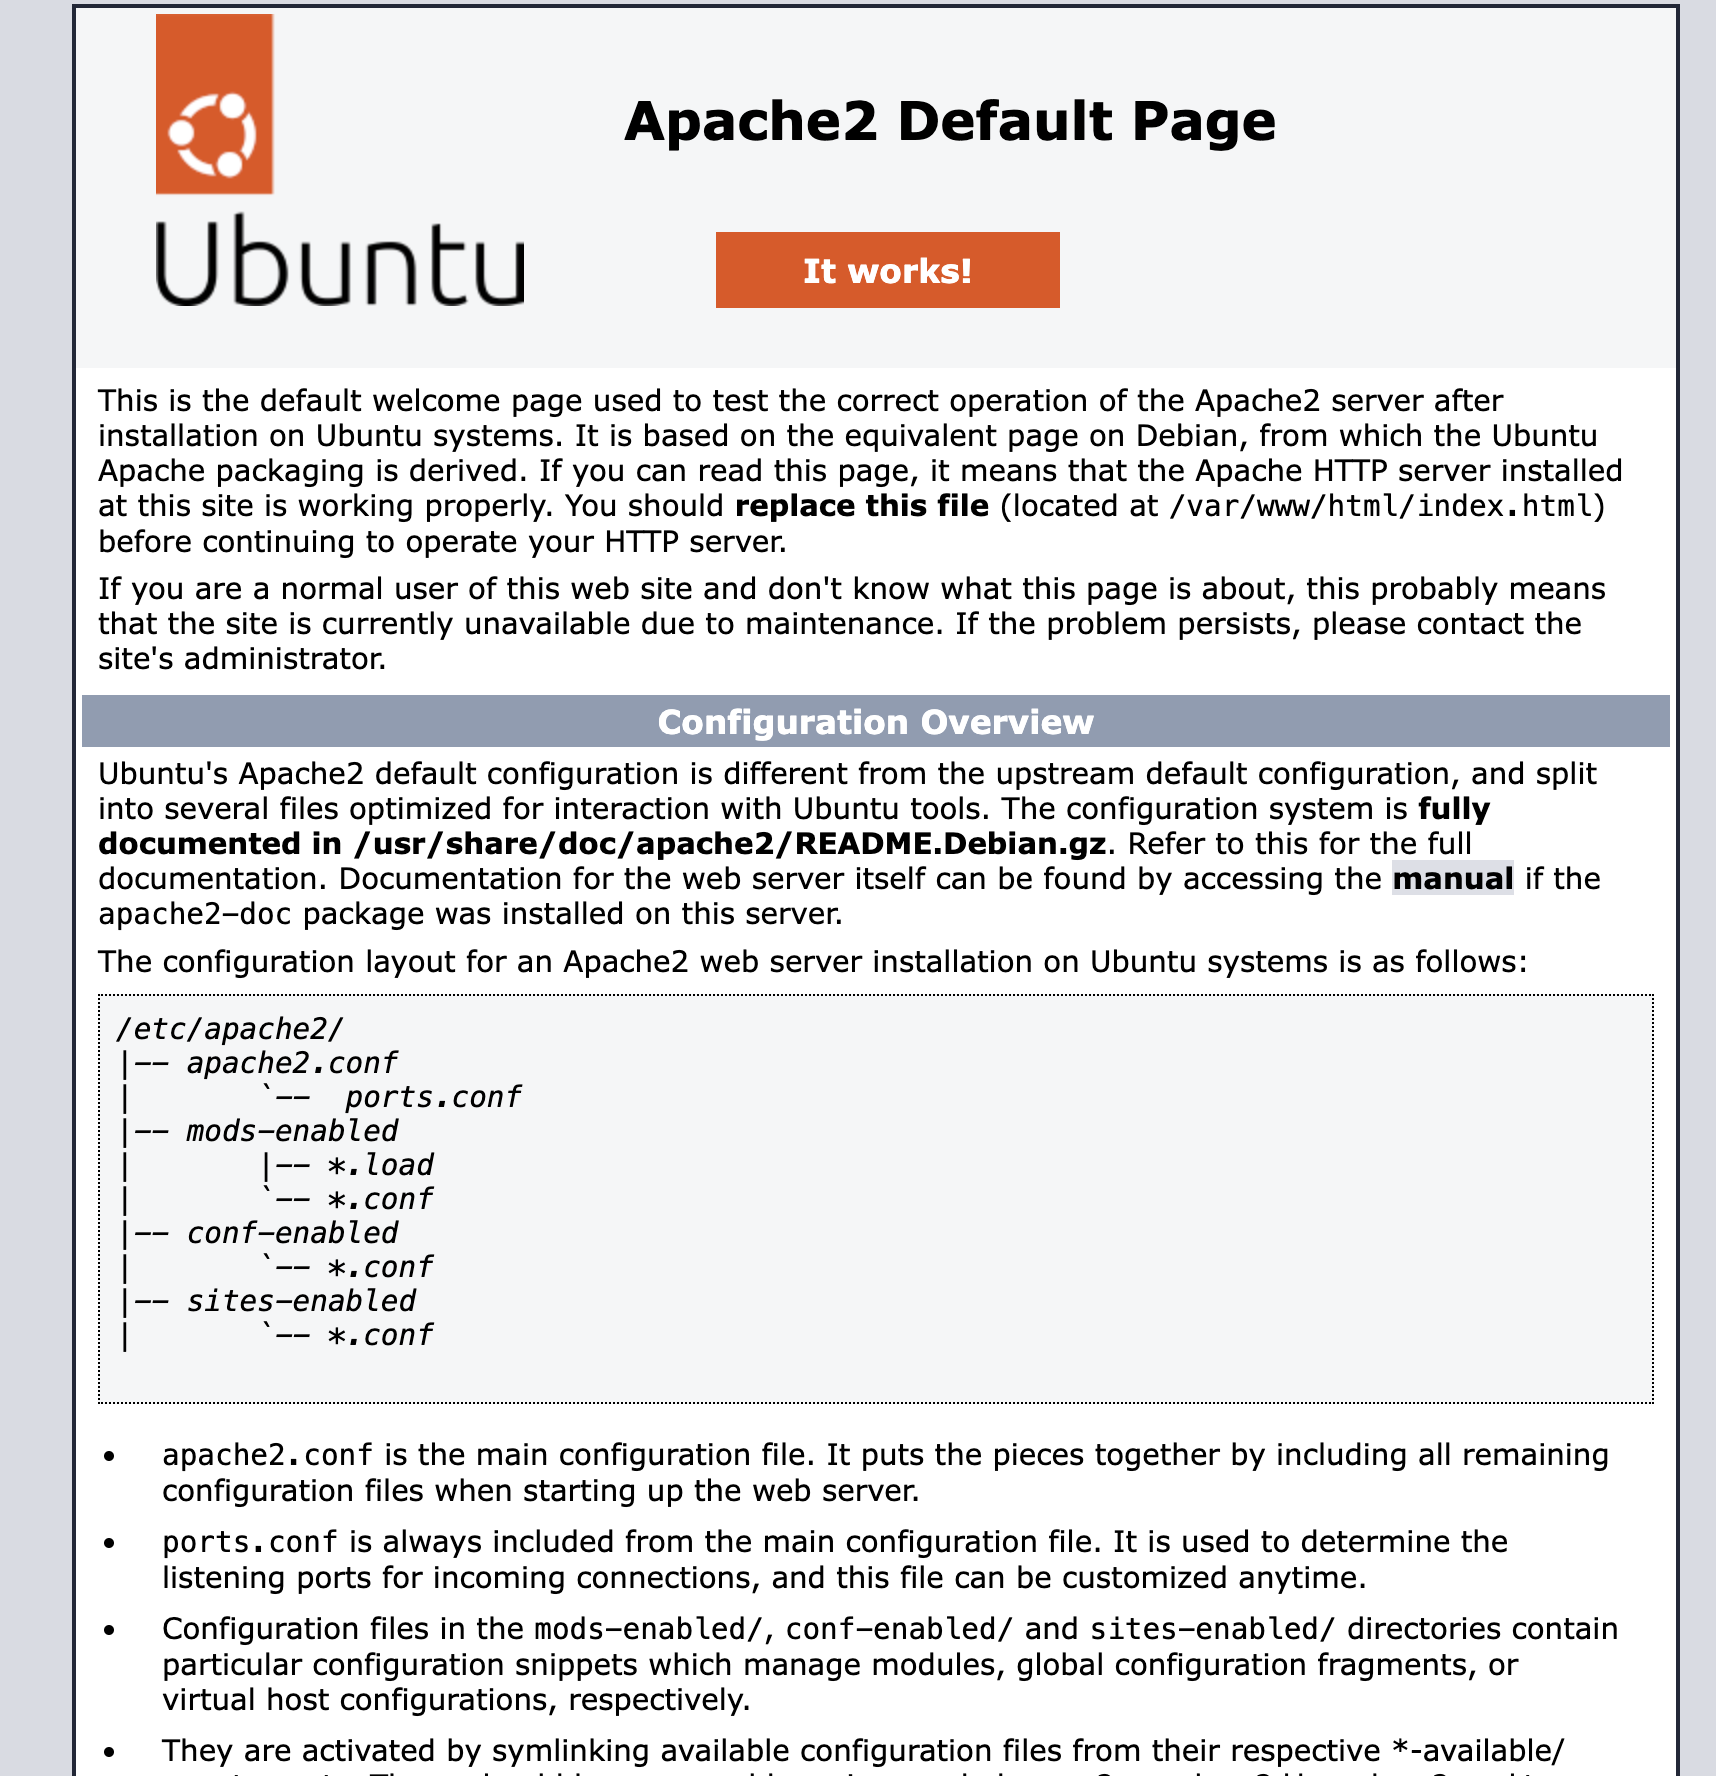 Apache2 Default Page
Ubuntu
It works!
This is the default welcome page used to test the correct operation of the Apache2 server after
installation on Ubuntu systems. It is based on the equivalent page on Debian, from which the Ubuntu
Apache packaging is derived. If you can read this page, it means that the Apache HTTP server installed
at this site is working properly. You should replace this file (located at /var/www/html/index.html)
before continuing to operate your HTTP server.
If you are a normal user of this web site and don't know what this page is about, this probably means
that the site is currently unavailable due to maintenance. If the problem persists, please contact the
site's administrator.
Configuration Overview
Ubuntu's Apache2 default configuration is different from the upstream default configuration, and split
into several files optimized for interaction with Ubuntu tools. The configuration system is fully
documented in /usr/share/doc/apache2/README.Debian.gz. Refer to this for the full
documentation. Documentation for the web server itself can be found by accessing the manual if the
apache2-doc package was installed on this server.
The configuration layout for an Apache2 web server installation on Ubuntu systems is as follows:
/etc/apache2/
|-- apache2.conf
|       `--  ports.conf
|-- mods-enabled
|       |-- *.load
|       `-- *.conf
|-- conf-enabled
|       `-- *.conf
|-- sites-enabled
|       `-- *.conf
• apache2.conf is the main configuration file. It puts the pieces together by including all remaining
configuration files when starting up the web server.
• ports.conf is always included from the main configuration file. It is used to determine the
listening ports for incoming connections, and this file can be customized anytime.
• Configuration files in the mods-enabled/, conf-enabled/ and sites-enabled/ directories contain
particular configuration snippets which manage modules, global configuration fragments, or
virtual host configurations, respectively.
• They are activated by symlinking available configuration files from their respective *-available/